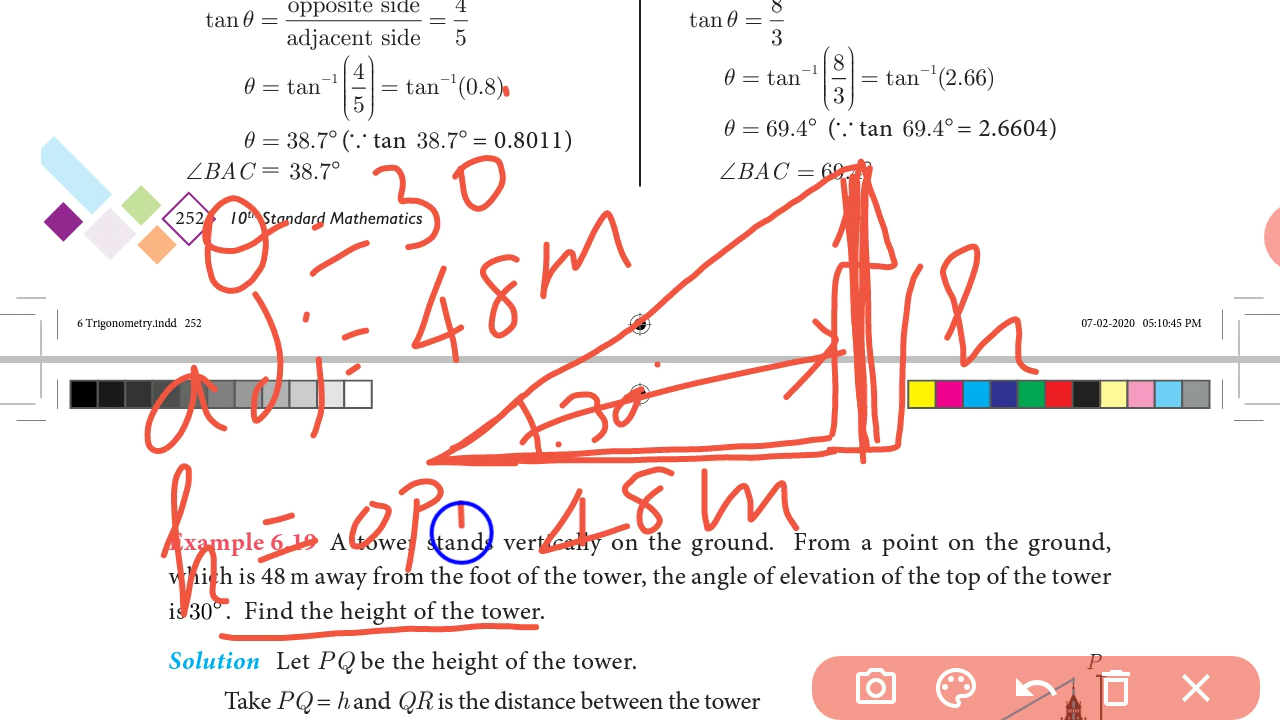 tan θ = opposite side / adjacent side = 4 / 5
θ = tan⁻¹ (4 / 5) = tan⁻¹(0.8)
θ = 38.7° (∵ tan 38.7° = 0.8011)
∠BAC = 38.7°
tan θ = 8 / 3
θ = tan⁻¹ (8 / 3) = tan⁻¹(2.66)
θ = 69.4° (∵ tan 69.4° = 2.6604)
∠BAC = 69.4°
252 10th Standard Mathematics
θ = 30
adj = 48 m
h = opp
30°
48 m
h
6 Trigonometry.indd 252
07-02-2020 05:10:45 PM
Example 6.19 A tower stands vertically on the ground. From a point on the ground,
which is 48 m away from the foot of the tower, the angle of elevation of the top of the tower
is 30°. Find the height of the tower.
Solution Let PQ be the height of the tower.
Take PQ = h and QR is the distance between the tower
P